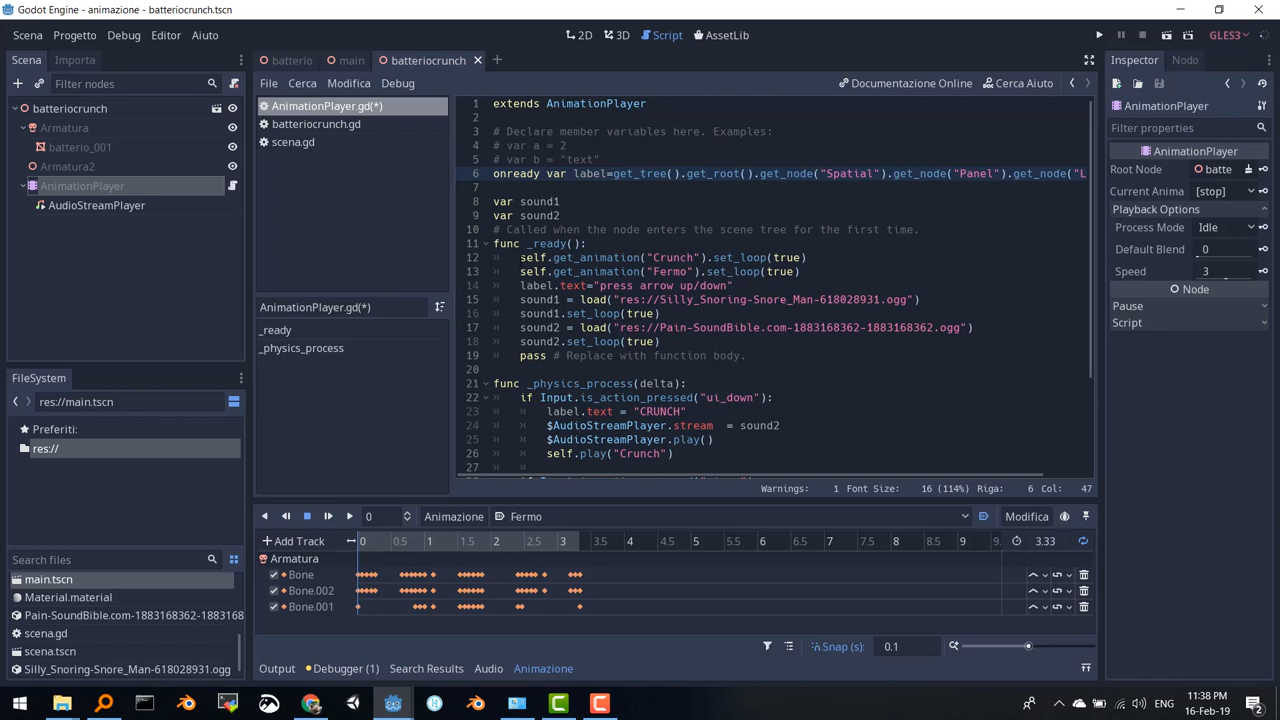 Godot Engine - animazione - batteriocrunch.tscn
Scena Progetto Debug Editor Aiuto
2D 3D Script AssetLib
GLES3
Scena Importa
Filter nodes
batteriocrunch
Armatura
batterio_001
Armatura2
AnimationPlayer
AudioStreamPlayer
FileSystem
res://main.tscn
Preferiti:
res://
Search files
main.tscn
Material.material
Pain-SoundBible.com-1883168362-1883168
scena.gd
scena.tscn
Silly_Snoring-Snore_Man-618028931.ogg
batterio main batteriocrunch
File Cerca Modifica Debug
Documentazione Online Cerca Aiuto
AnimationPlayer.gd(*)
batteriocrunch.gd
scena.gd
AnimationPlayer.gd(*)
_ready
_physics_process
1 extends AnimationPlayer
2
3 # Declare member variables here. Examples:
4 # var a = 2
5 # var b = "text"
6 onready var label=get_tree().get_root().get_node("Spatial").get_node("Panel").get_node("L
7
8 var sound1
9 var sound2
10 # Called when the node enters the scene tree for the first time.
11 func _ready():
12 self.get_animation("Crunch").set_loop(true)
13 self.get_animation("Fermo").set_loop(true)
14 label.text="press arrow up/down"
15 sound1 = load("res://Silly_Snoring-Snore_Man-618028931.ogg")
16 sound1.set_loop(true)
17 sound2 = load("res://Pain-SoundBible.com-1883168362-1883168362.ogg")
18 sound2.set_loop(true)
19 pass # Replace with function body.
20
21 func _physics_process(delta):
22 if Input.is_action_pressed("ui_down"):
23 label.text = "CRUNCH"
24 $AudioStreamPlayer.stream = sound2
25 $AudioStreamPlayer.play()
26 self.play("Crunch")
27
Warnings: 1 Font Size: 16 (114%) Riga: 6 Col: 47
0 Animazione Fermo Modifica
Add Track 0 0.5 1 1.5 2 2.5 3 3.5 4 4.5 5 5.5 6 6.5 7 7.5 8 8.5 9 9. 3.33
Armatura
Bone
Bone.002
Bone.001
Snap (s): 0.1
Output Debugger (1) Search Results Audio Animazione
Inspector Nodo
AnimationPlayer
Filter properties
AnimationPlayer
Root Node batte
Current Anima [stop]
Playback Options
Process Mode Idle
Default Blend 0
Speed 3
Node
Pause
Script
ENG
11:38 PM
16-Feb-19
2